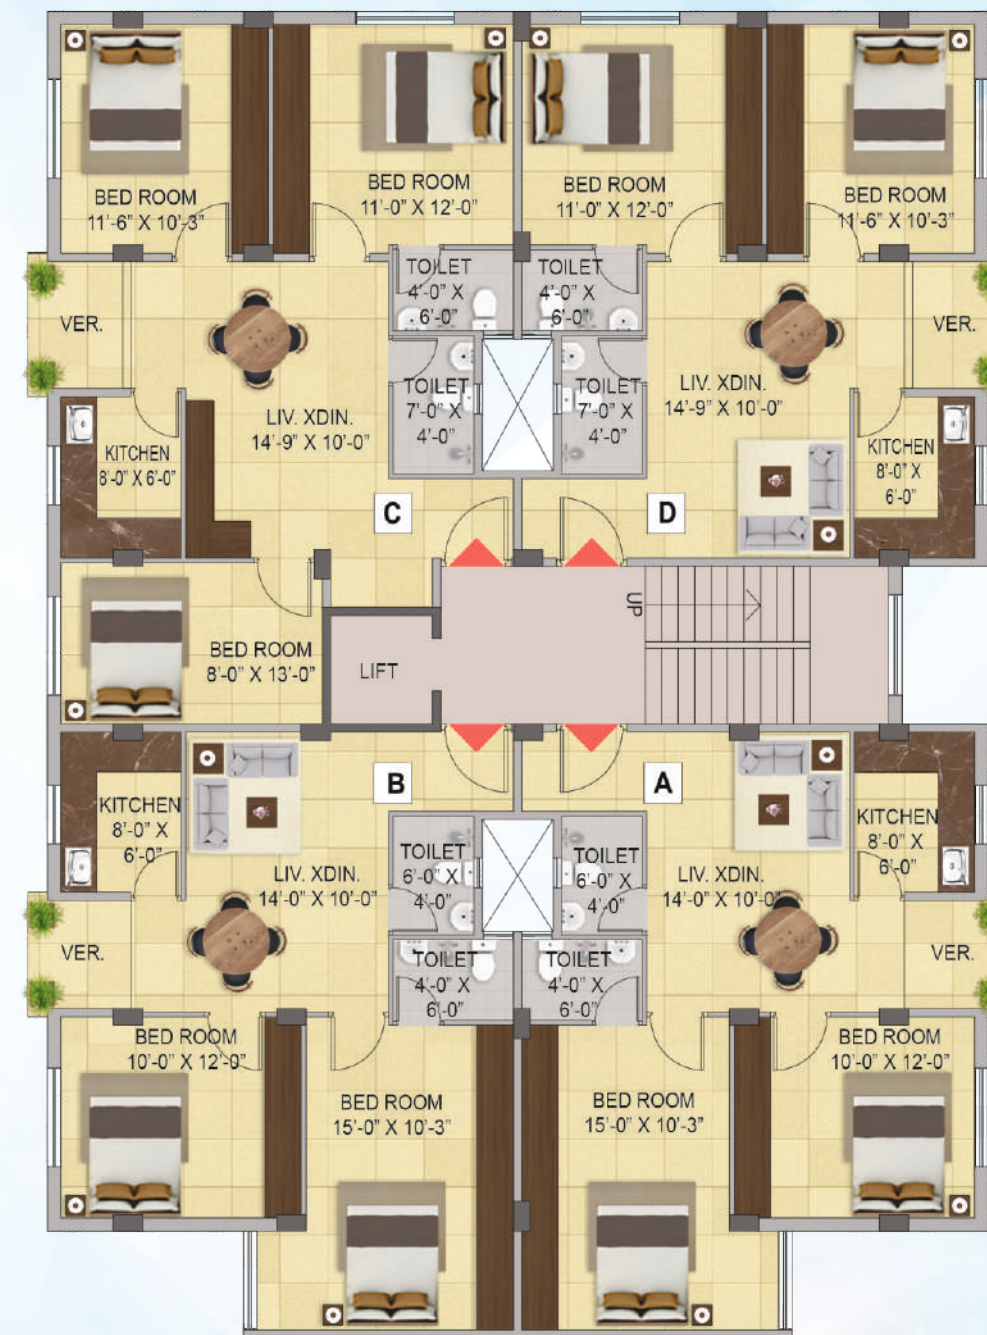 BED ROOM
11'-6" X 10'-3"
BED ROOM
11'-0" X 12'-0"
BED ROOM
11'-0" X 12'-0"
BED ROOM
11'-6" X 10'-3"
TOILET
4'-0" X
6'-0"
TOILET
4'-0" X
6'-0"
VER.
VER.
TOILET
7'-0" X
4'-0"
TOILET
7'-0" X
4'-0"
LIV. XDIN.
14'-9" X 10'-0"
LIV. XDIN.
14'-9" X 10'-0"
KITCHEN
8'-0" X 6'-0"
KITCHEN
8'-0" X
6'-0"
C
D
UP
BED ROOM
8'-0" X 13'-0"
LIFT
B
A
KITCHEN
8'-0" X
6'-0"
KITCHEN
8'-0" X
6'-0"
TOILET
6'-0" X
4'-0"
TOILET
6'-0" X
4'-0"
LIV. XDIN.
14'-0" X 10'-0"
LIV. XDIN.
14'-0" X 10'-0"
VER.
VER.
TOILET
4'-0" X
6'-0"
TOILET
4'-0" X
6'-0"
BED ROOM
10'-0" X 12'-0"
BED ROOM
10'-0" X 12'-0"
BED ROOM
15'-0" X 10'-3"
BED ROOM
15'-0" X 10'-3"